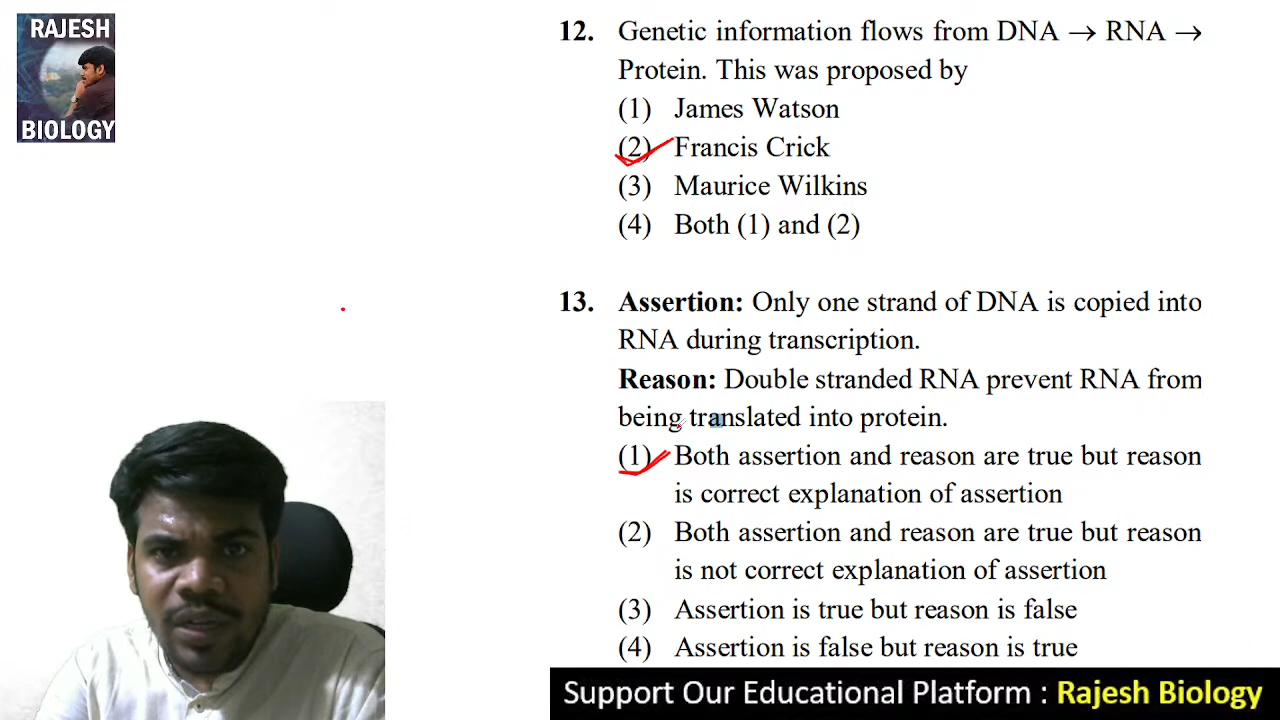 RAJESH
BIOLOGY
12. Genetic information flows from DNA → RNA →
Protein. This was proposed by
(1) James Watson
(2) Francis Crick
(3) Maurice Wilkins
(4) Both (1) and (2)
13. Assertion: Only one strand of DNA is copied into
RNA during transcription.
Reason: Double stranded RNA prevent RNA from
being translated into protein.
(1) Both assertion and reason are true but reason
is correct explanation of assertion
(2) Both assertion and reason are true but reason
is not correct explanation of assertion
(3) Assertion is true but reason is false
(4) Assertion is false but reason is true
Support Our Educational Platform : Rajesh Biology